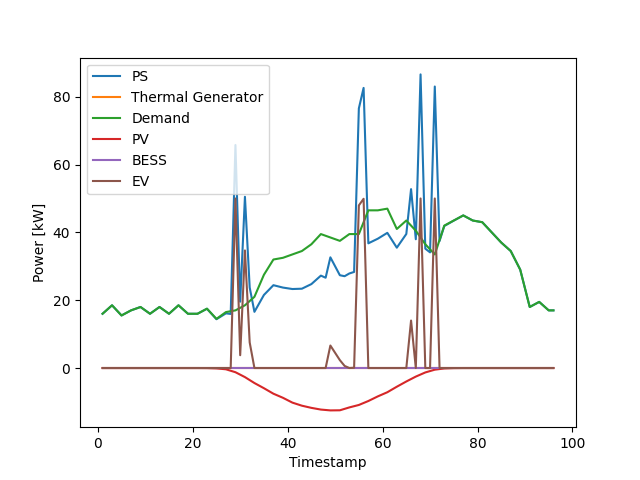 PS
Thermal Generator
Demand
PV
BESS
EV
Power [kW]
80
60
40
20
0
0 20 40 60 80 100
Timestamp